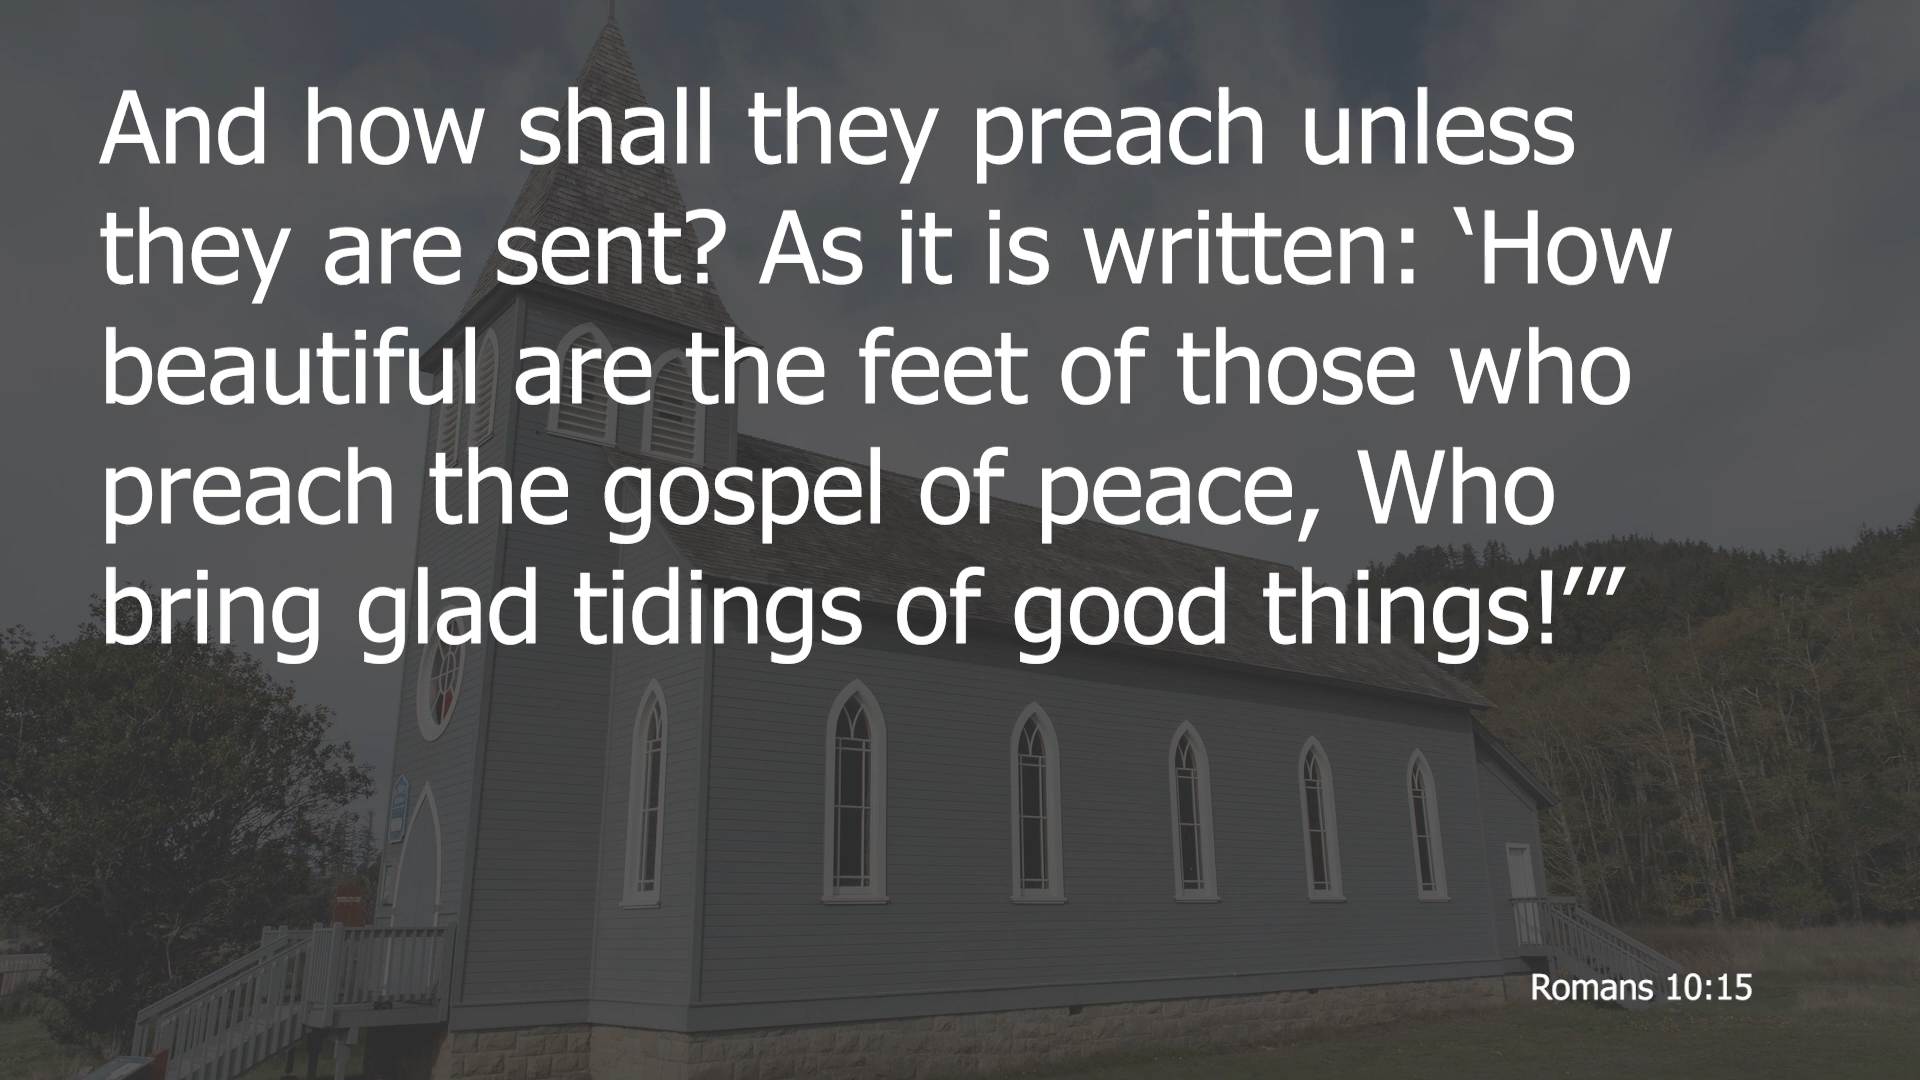 And how shall they preach unless
they are sent? As it is written: ‘How
beautiful are the feet of those who
preach the gospel of peace, Who
bring glad tidings of good things!’”
Romans 10:15